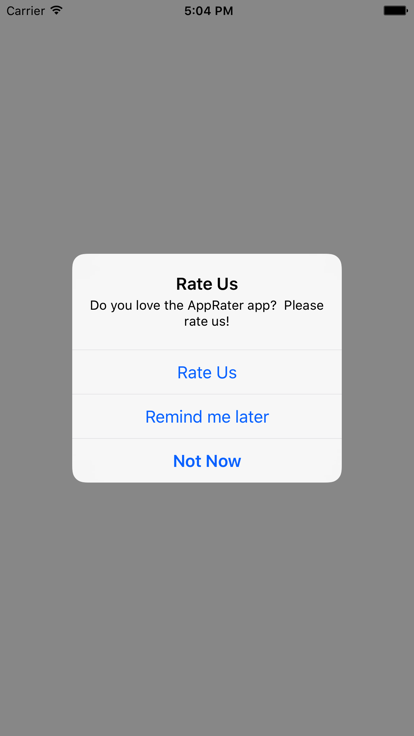 Carrier 5:04 PM
Rate Us
Do you love the AppRater app?  Please
rate us!
Rate Us
Remind me later
Not Now